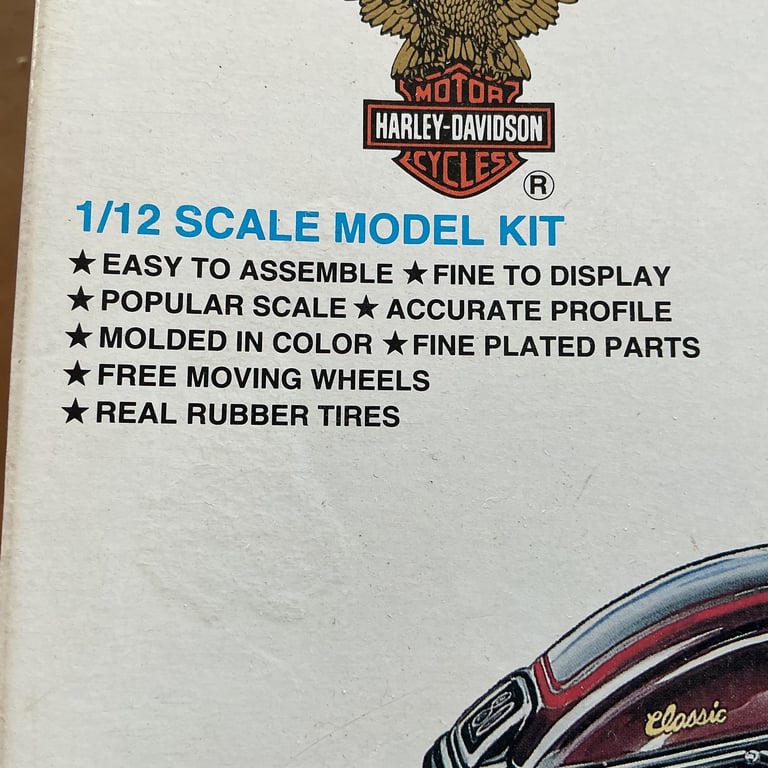 MOTOR
HARLEY-DAVIDSON
CYCLES
®
1/12 SCALE MODEL KIT
★ EASY TO ASSEMBLE ★ FINE TO DISPLAY
★ POPULAR SCALE ★ ACCURATE PROFILE
★ MOLDED IN COLOR ★ FINE PLATED PARTS
★ FREE MOVING WHEELS
★ REAL RUBBER TIRES
Classic